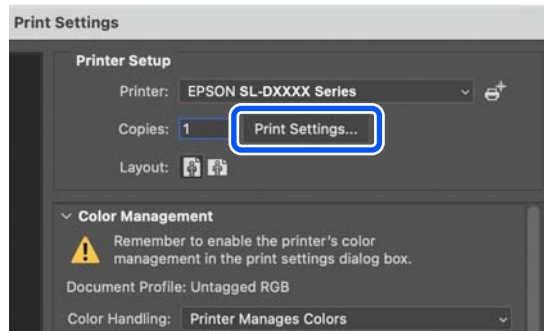 Print Settings
Printer Setup
Printer: EPSON SL-DXXXX Series
Copies: 1 Print Settings...
Layout:
Color Management
Remember to enable the printer's color
management in the print settings dialog box.
Document Profile: Untagged RGB
Color Handling: Printer Manages Colors